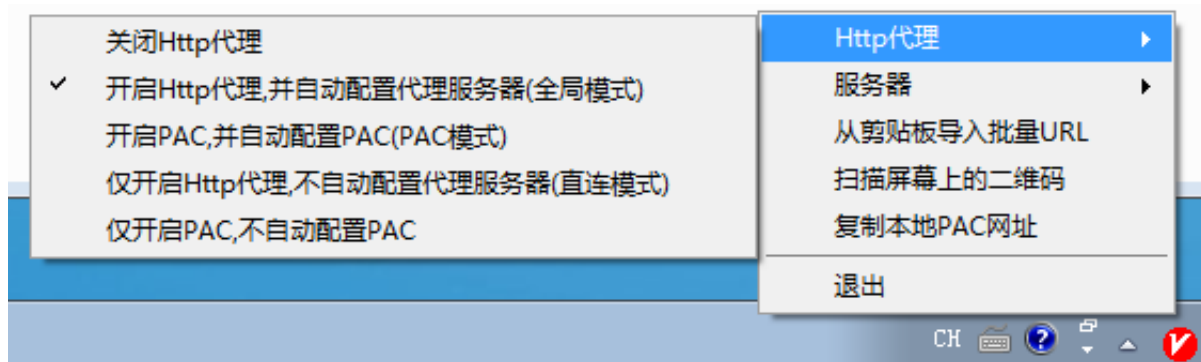 关闭Http代理
开启Http代理,并自动配置代理服务器(全局模式)
开启PAC,并自动配置PAC(PAC模式)
仅开启Http代理,不自动配置代理服务器(直连模式)
仅开启PAC,不自动配置PAC
Http代理
服务器
从剪贴板导入批量URL
扫描屏幕上的二维码
复制本地PAC网址
退出
CH